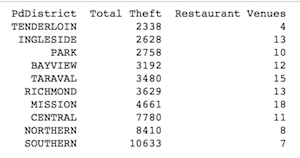 PdDistrict Total Theft Restaurant Venues
TENDERLOIN 2338 4
INGLESIDE 2628 13
PARK 2758 10
BAYVIEW 3192 12
TARAVAL 3480 15
RICHMOND 3629 13
MISSION 4661 18
CENTRAL 7780 11
NORTHERN 8410 8
SOUTHERN 10633 7